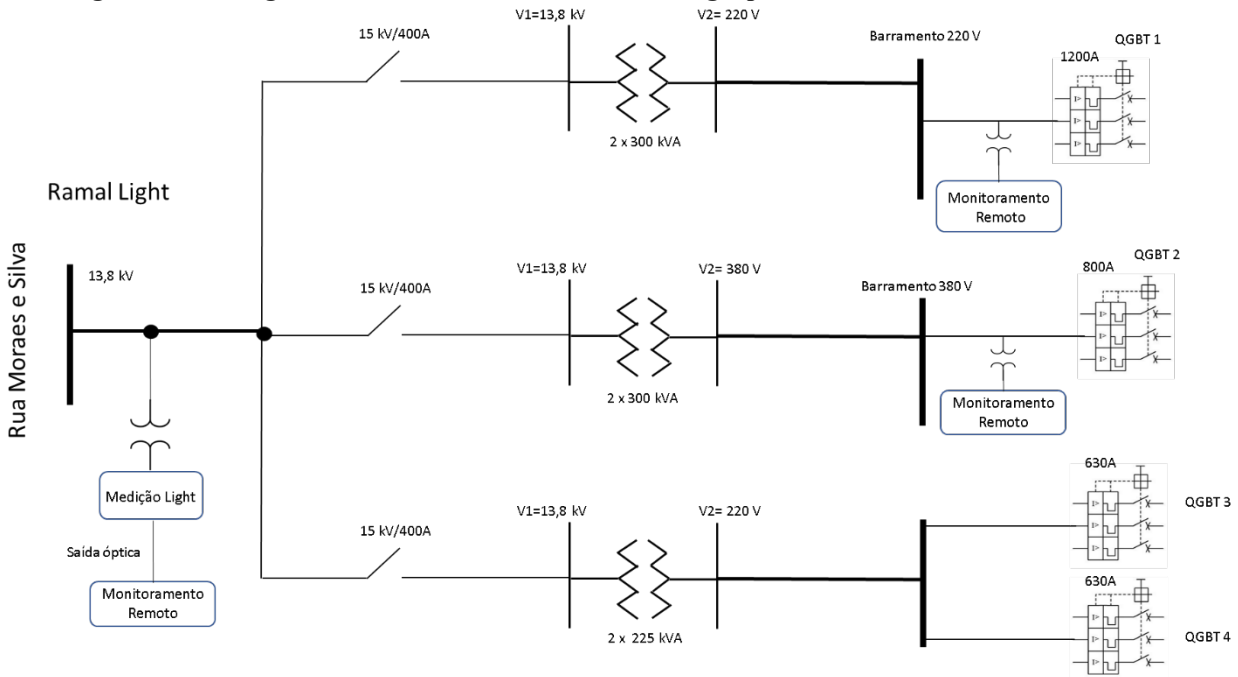 V1=13,8 kV
V2= 220 V
15 kV/400A
Barramento 220 V
QGBT 1
1200A
2 x 300 kVA
Monitoramento
Remoto
Ramal Light
Rua Moraes e Silva
13,8 kV
15 kV/400A
V1=13,8 kV
V2= 380 V
Barramento 380 V
QGBT 2
800A
2 x 300 kVA
Monitoramento
Remoto
Medição Light
Saída óptica
Monitoramento
Remoto
15 kV/400A
V1=13,8 kV
V2= 220 V
2 x 225 kVA
630A
QGBT 3
630A
QGBT 4